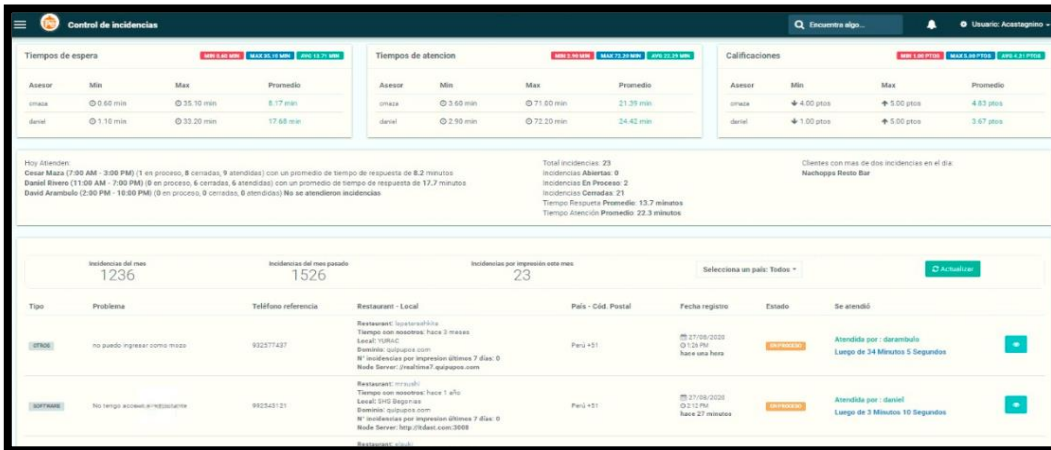 Control de incidencias
Encuentra algo...
Usuario: Acastagnino
Tiempos de espera
MIN 0.60 MIN MAX 35.10 MIN AVG 13.71 MIN
Asesor Min Max Promedio
cmaza 0.60 min 35.10 min 8.17 min
daniel 1.10 min 33.20 min 17.68 min
Tiempos de atencion
MIN 2.90 MIN MAX 72.20 MIN AVG 22.29 MIN
Asesor Min Max Promedio
cmaza 3.60 min 71.00 min 21.39 min
daniel 2.90 min 72.20 min 24.42 min
Calificaciones
MIN 1.00 PTOS MAX 5.00 PTOS AVG 4.21 PTOS
Asesor Min Max Promedio
cmaza 4.00 ptos 5.00 ptos 4.83 ptos
daniel 1.00 ptos 5.00 ptos 3.67 ptos
Hoy Atienden:
Cesar Maza (7:00 AM - 3:00 PM) (1 en proceso, 8 cerradas, 9 atendidas) con un promedio de tiempo de respuesta de 8.2 minutos
Daniel Rivero (11:00 AM - 7:00 PM) (0 en proceso, 6 cerradas, 6 atendidas) con un promedio de tiempo de respuesta de 17.7 minutos
David Arambulo (2:00 PM - 10:00 PM) (0 en proceso, 0 cerradas, 0 atendidas) No se atendieron incidencias
Total incidencias: 23
Incidencias Abiertas: 0
Incidencias En Proceso: 2
Incidencias Cerradas: 21
Tiempo Respueta Promedio: 13.7 minutos
Tiempo Atención Promedio: 22.3 minutos
Clientes con mas de dos incidencias en el dia:
Nachopps Resto Bar
Incidencias del mes
1236
Incidencias del mes pasado
1526
Incidencias por impresión este mes
23
Selecciona un país: Todos
Actualizar
Tipo Problema Teléfono referencia Restaurant - Local País - Cód. Postal Fecha registro Estado Se atendió
OTROS
no puedo ingresar como mozo
932577437
Restaurant:
Tiempo con nosotros: hace 3 meses
Local: YURAC
Dominio: quipupos.com
N° incidencias por impresion últimos 7 días: 0
Node Server: //realtime7.quipupos.com
Perú +51
27/08/2020
1:26 PM
hace una hora
EN PROCESO
Atendida por : darambulo
Luego de 34 Minutos 5 Segundos
SOFTWARE
No tengo acceso
992543121
Restaurant: mrsushi
Tiempo con nosotros: hace 1 año
Local: SHS Begonias
Dominio: quipupos.com
N° incidencias por impresion últimos 7 días: 0
Node Server: http://itdast.com:3008
Perú +51
27/08/2020
2:12 PM
hace 27 minutos
EN PROCESO
Atendida por : daniel
Luego de 3 Minutos 10 Segundos
Restaurant: